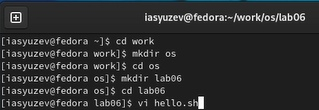 iasyuzev@fedora:~/work/os/lab06
[iasyuzev@fedora ~]$ cd work
[iasyuzev@fedora work]$ mkdir os
[iasyuzev@fedora work]$ cd os
[iasyuzev@fedora os]$ mkdir lab06
[iasyuzev@fedora os]$ cd lab06
[iasyuzev@fedora lab06]$ vi hello.sh